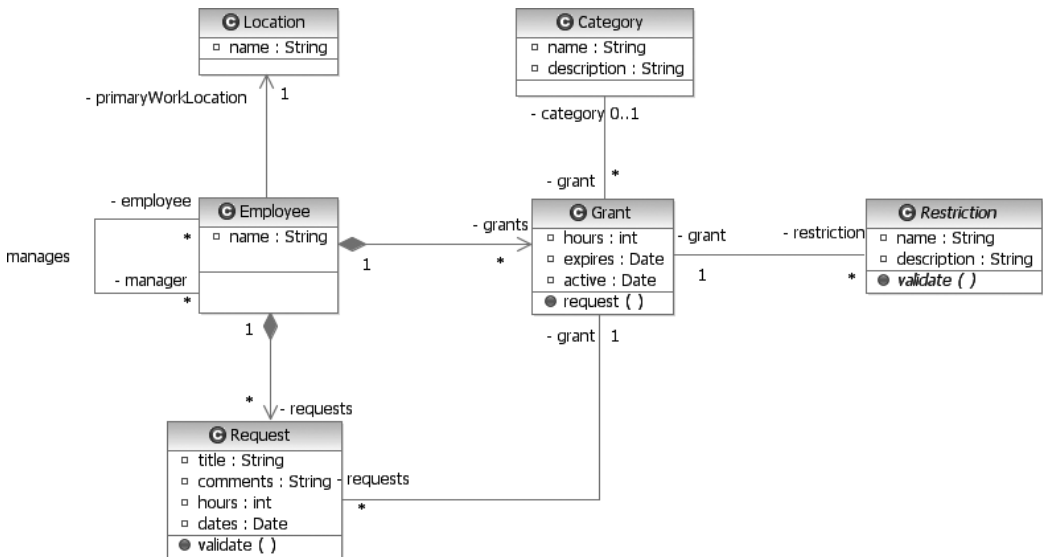 C Location
name : String
- primaryWorkLocation
1
C Category
name : String
description : String
- category 0..1
*
- grant
- employee
*
manages
- manager
*
C Employee
name : String
1
- grants
*
C Grant
hours : int
expires : Date
active : Date
request ( )
- grant
1
- restriction
*
C Restriction
name : String
description : String
validate ( )
1
*
- requests
- grant 1
C Request
title : String
comments : String
hours : int
dates : Date
validate ( )
- requests
*